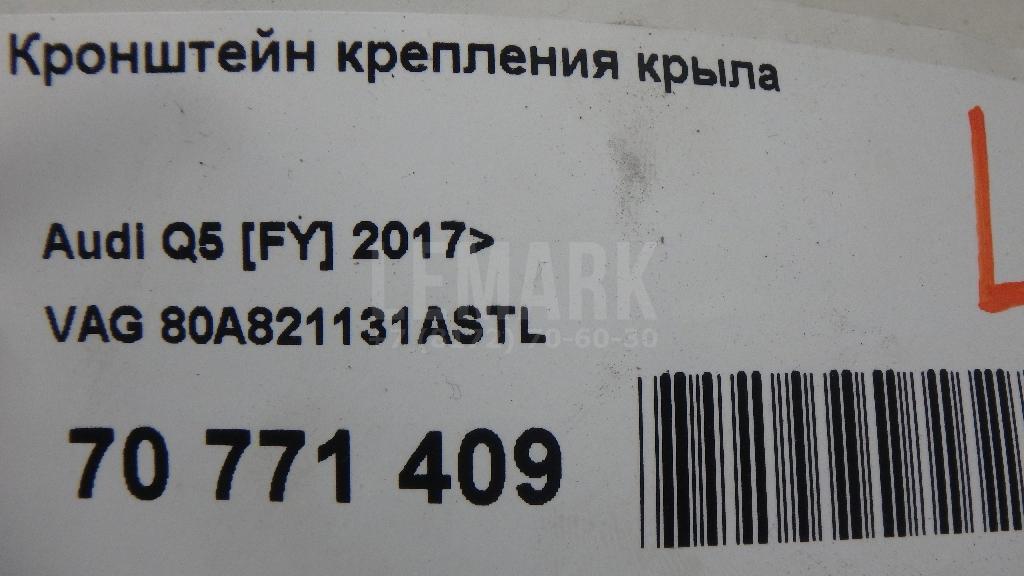 Кронштейн крепления крыла
L
Audi Q5 [FY] 2017>
VAG 80A821131ASTL
70 771 409
TEMARK